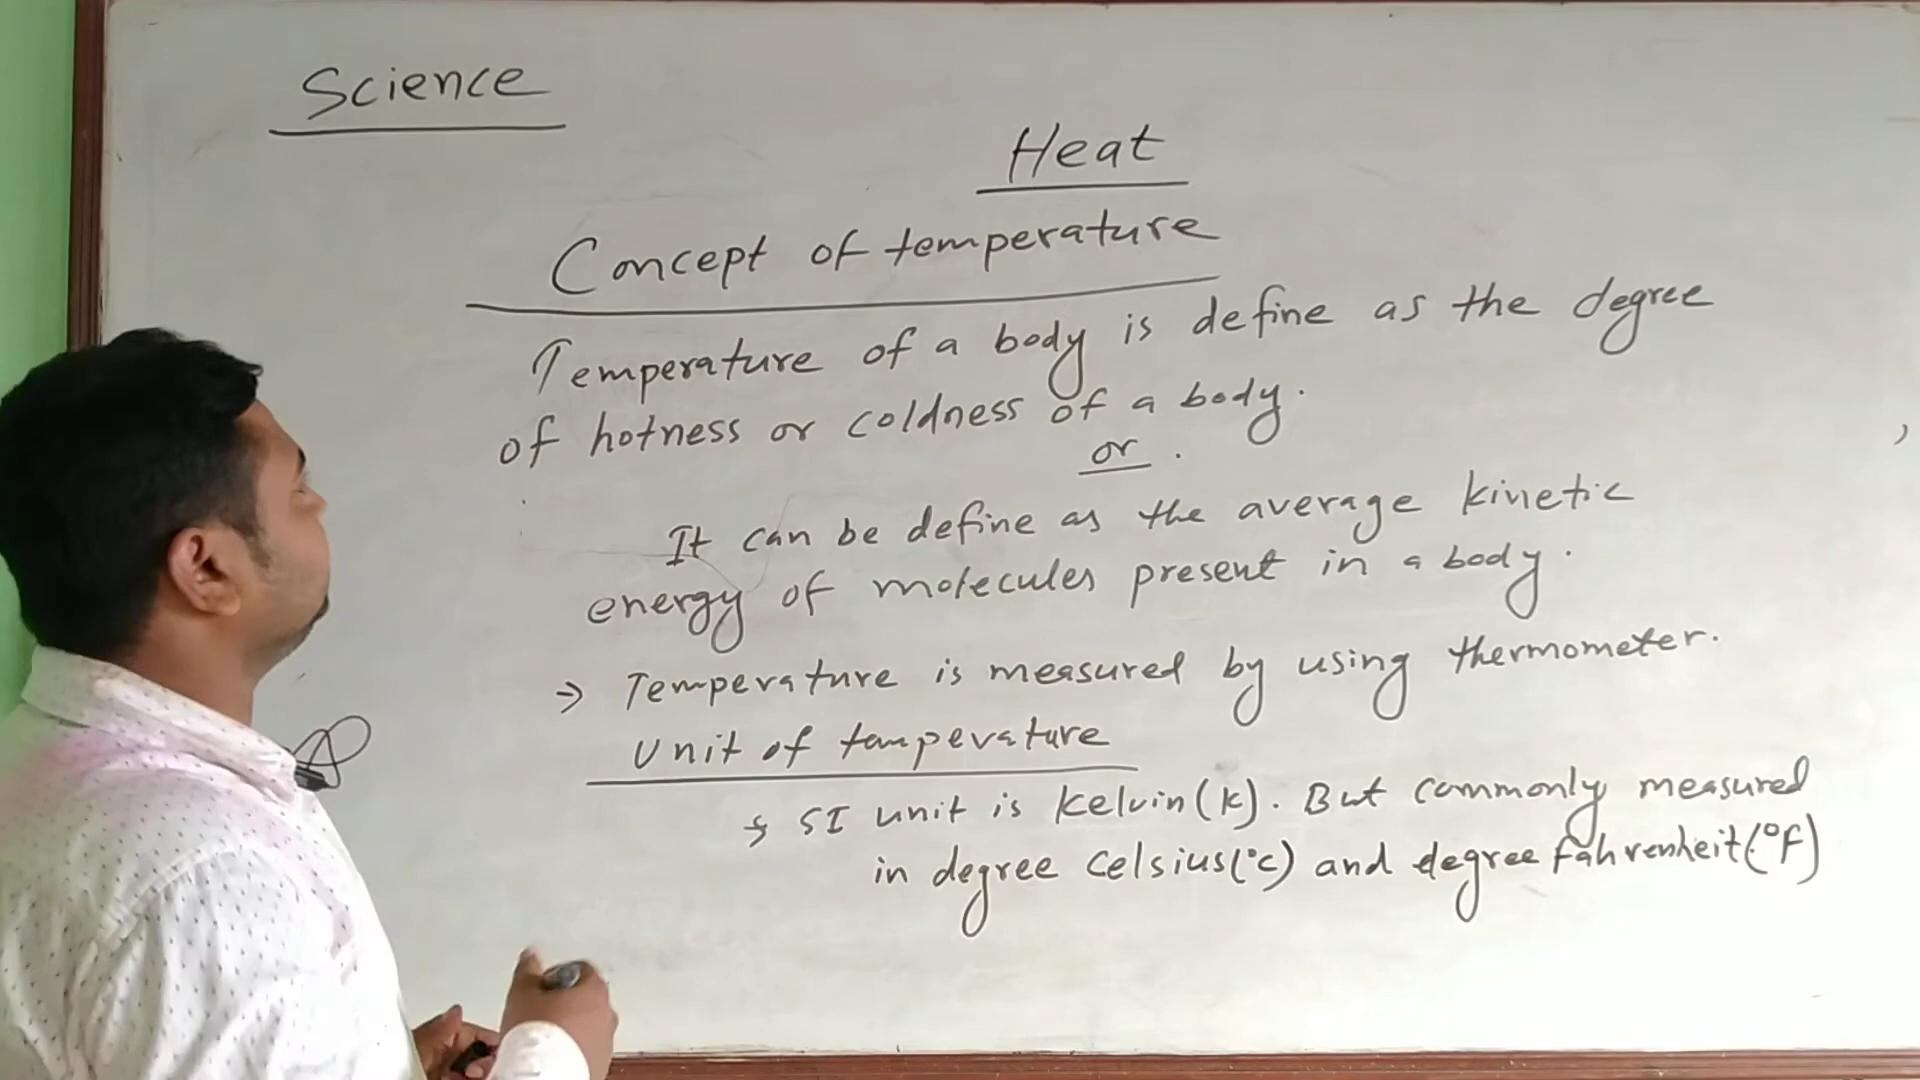 Science
Heat
Concept of temperature
Temperature of a body is define as the degree
of hotness or coldness of a body.
or.
It can be define as the average kinetic
energy of molecules present in a body.
→ Temperature is measured by using thermometer.
Unit of tempevature
→ SI unit is kelvin(k). But commonly measured
in degree celsius(°c) and degree fahrenheit(°F)